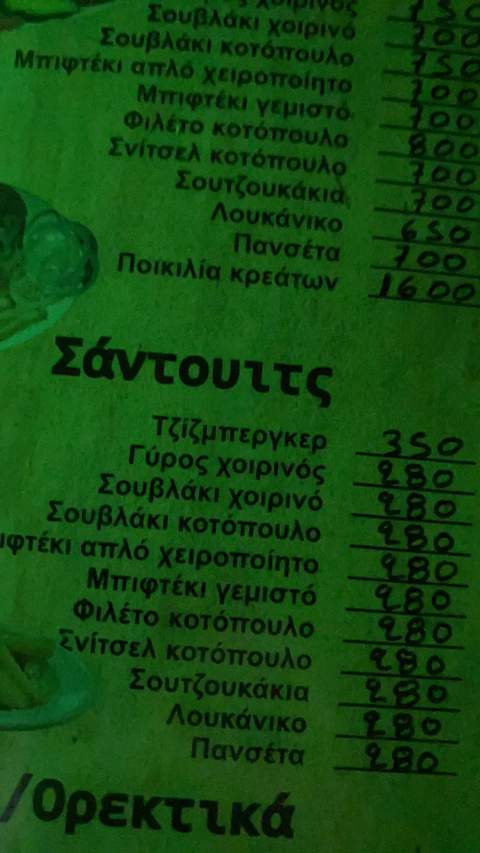 χοιρινός 750
Σουβλάκι χοιρινό 700
Σουβλάκι κοτόπουλο 750
Μπιφτέκι απλό χειροποίητο 700
Μπιφτέκι γεμιστό 700
Φιλέτο κοτόπουλο 800
Σνίτσελ κοτόπουλο 700
Σουτζουκάκια 700
Λουκάνικο 650
Πανσέτα 700
Ποικιλία κρεάτων 1600
Σάντουιτς
Τζίζμπεργκερ 350
Γύρος χοιρινός 280
Σουβλάκι χοιρινό 280
Σουβλάκι κοτόπουλο 280
ιφτέκι απλό χειροποίητο 280
Μπιφτέκι γεμιστό 280
Φιλέτο κοτόπουλο 280
Σνίτσελ κοτόπουλο 280
Σουτζουκάκια 280
Λουκάνικο 280
Πανσέτα 280
/Ορεκτικά